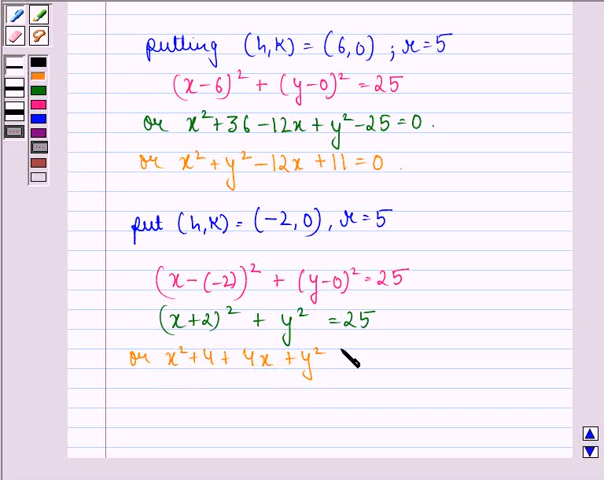 putting (h,k) = (6,0) ; r=5
(x-6)² + (y-0)² = 25
or x²+36-12x+y²-25=0.
or x²+y²-12x+11=0.
put (h,k) = (-2,0), r=5
(x-(-2))² + (y-0)² = 25
(x+2)² + y² = 25
or x²+4+4x+y²